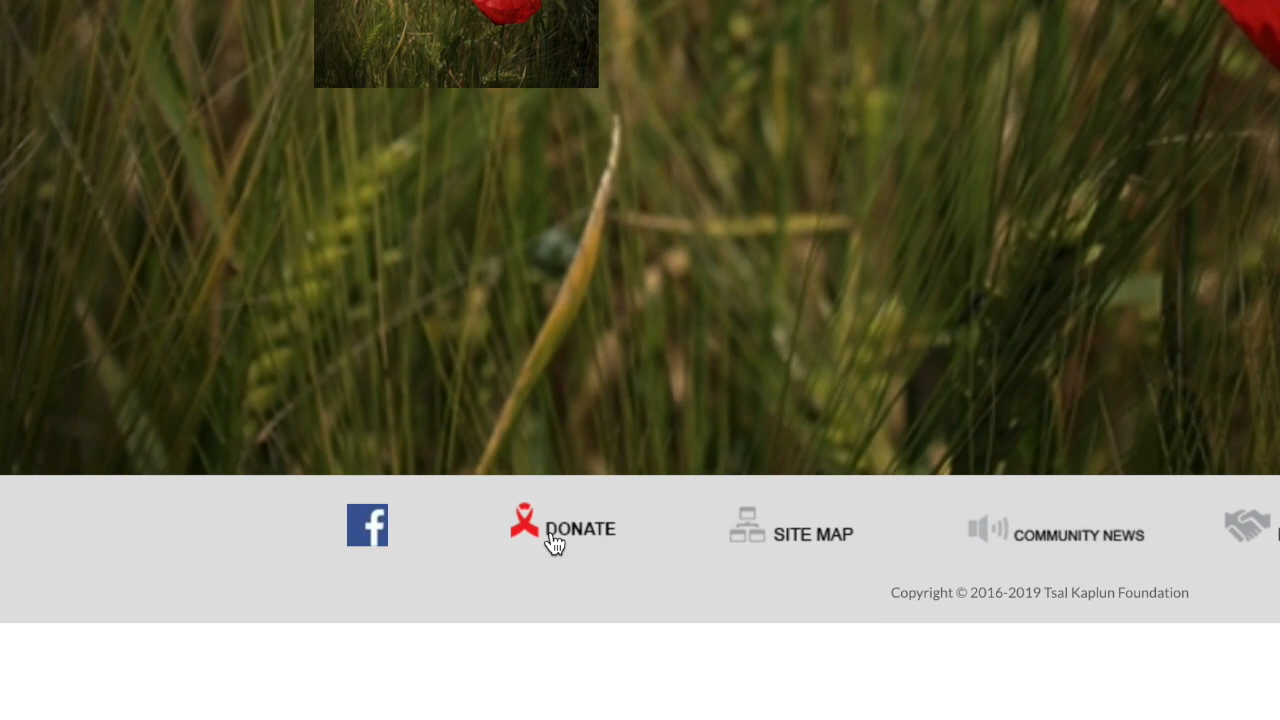 DONATE
SITE MAP
COMMUNITY NEWS
Copyright © 2016-2019 Tsal Kaplun Foundation